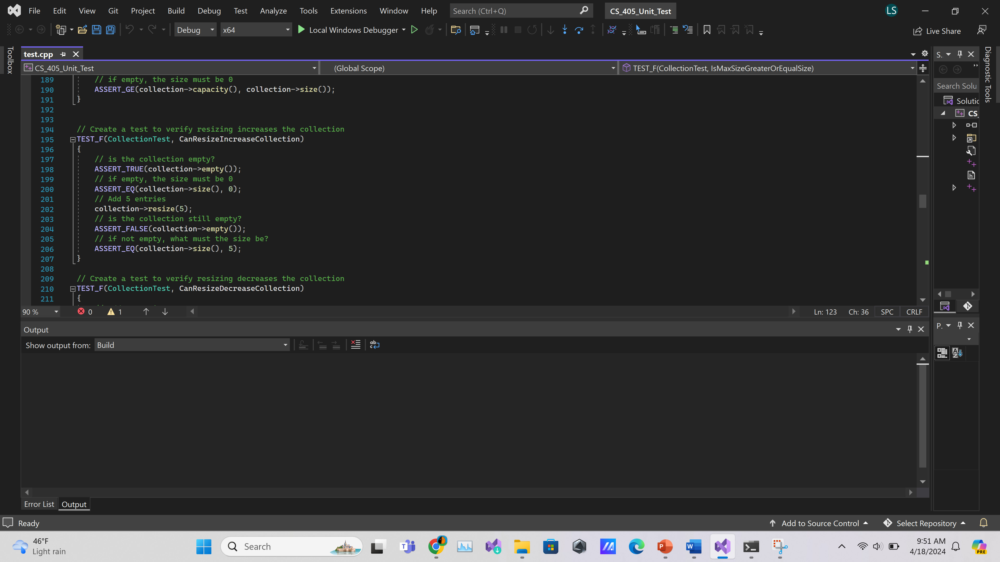 File Edit View Git Project Build Debug Test Analyze Tools Extensions Window Help Search (Ctrl+Q) CS_405_Unit_Test LS
Debug x64 Local Windows Debugger Live Share
Toolbox
test.cpp
CS_405_Unit_Test (Global Scope) TEST_F(CollectionTest, IsMaxSizeGreaterOrEqualSize)
189 // if empty, the size must be 0
190 ASSERT_GE(collection->capacity(), collection->size());
191 }
192
193
194 // Create a test to verify resizing increases the collection
195 TEST_F(CollectionTest, CanResizeIncreaseCollection)
196 {
197 // is the collection empty?
198 ASSERT_TRUE(collection->empty());
199 // if empty, the size must be 0
200 ASSERT_EQ(collection->size(), 0);
201 // Add 5 entries
202 collection->resize(5);
203 // is the collection still empty?
204 ASSERT_FALSE(collection->empty());
205 // if not empty, what must the size be?
206 ASSERT_EQ(collection->size(), 5);
207 }
208
209 // Create a test to verify resizing decreases the collection
210 TEST_F(CollectionTest, CanResizeDecreaseCollection)
211 {
90 % 0 1 Ln: 123 Ch: 36 SPC CRLF
Output
Show output from: Build
Error List Output
S.
Search Solu
Solutic
CS_
P.
Diagnostic Tools
Ready Add to Source Control Select Repository
46°F
Light rain
Search
9:51 AM
4/18/2024
PRE